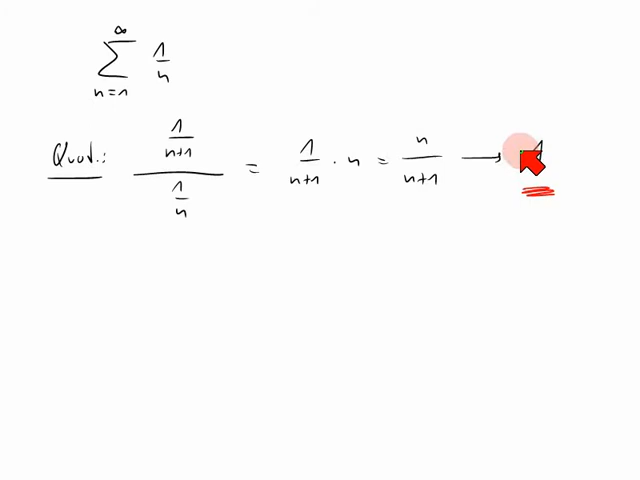 ∞
∑ 1/n
n=1
Quot.: (1/(n+1))/(1/n) = 1/(n+1) · n = n/(n+1) → 1